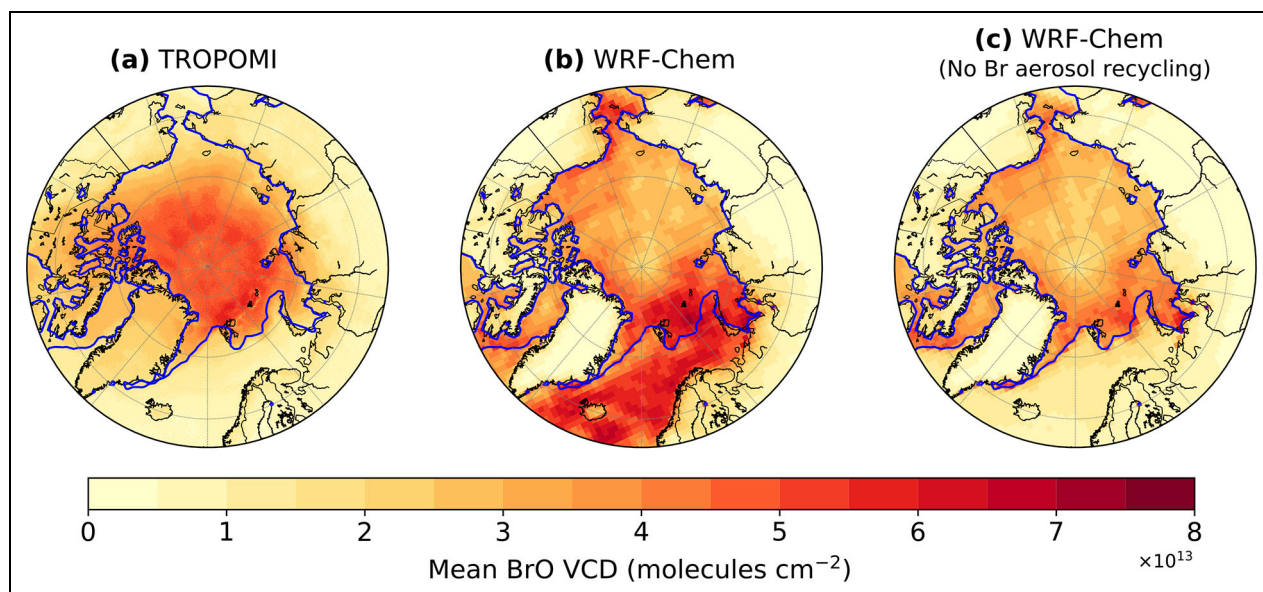 (a) TROPOMI
(b) WRF-Chem
(c) WRF-Chem
(No Br aerosol recycling)
0 1 2 3 4 5 6 7 8
×10¹³
Mean BrO VCD (molecules cm⁻²)